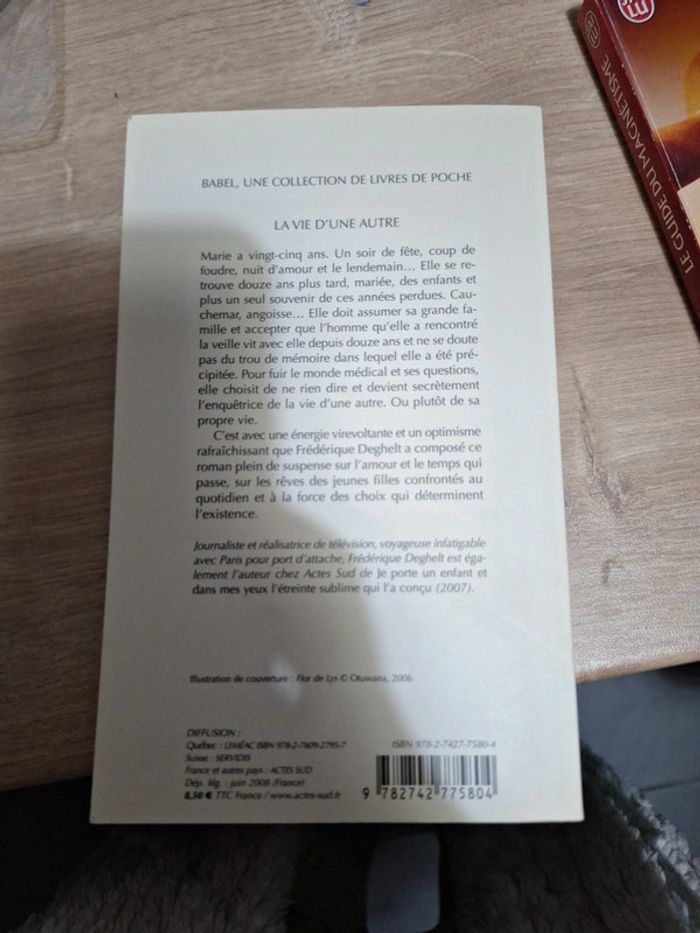 BABEL, UNE COLLECTION DE LIVRES DE POCHE
LA VIE D'UNE AUTRE
Marie a vingt-cinq ans. Un soir de fête, coup de
foudre, nuit d'amour et le lendemain... Elle se re-
trouve douze ans plus tard, mariée, des enfants et
plus un seul souvenir de ces années perdues. Cau-
chemar, angoisse... Elle doit assumer sa grande fa-
mille et accepter que l'homme qu'elle a rencontré
la veille vit avec elle depuis douze ans et ne se doute
pas du trou de mémoire dans lequel elle a été pré-
cipitée. Pour fuir le monde médical et ses questions,
elle choisit de ne rien dire et devient secrètement
l'enquêtrice de la vie d'une autre. Ou plutôt de sa
propre vie.
C'est avec une énergie virevoltante et un optimisme
rafraîchissant que Frédérique Deghelt a composé ce
roman plein de suspense sur l'amour et le temps qui
passe, sur les rêves des jeunes filles confrontés au
quotidien et à la force des choix qui déterminent
l'existence.
Journaliste et réalisatrice de télévision, voyageuse infatigable
avec Paris pour port d'attache, Frédérique Deghelt est éga-
lement l'auteur chez Actes Sud de Je porte un enfant et
dans mes yeux l'étreinte sublime qui l'a conçu (2007).
Illustration de couverture : Flor de Lys © Otuwana, 2006
DIFFUSION :
Québec : LEMÉAC ISBN 978-2-7609-2795-7
Suisse : SERVIDIS
France et autres pays : ACTES SUD
Dép. lég. : juin 2008 (France)
8,50 € TTC France / www.actes-sud.fr
ISBN 978-2-7427-7580-4
9 782742 775804
LE GUIDE DU MAGNÉTISME